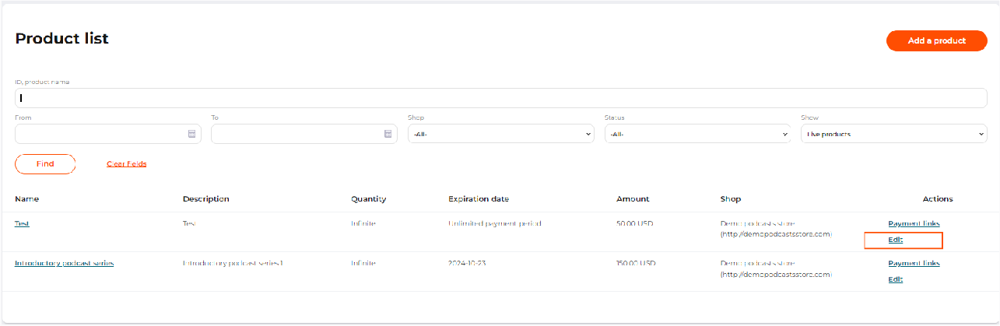 Product list
Add a product
ID, product name
From To Shop Status Show
-All- -All- Live products
Find Clear fields
Name Description Quantity Expiration date Amount Shop Actions
Test Test Infinite Unlimited payment period 50.00 USD Demo podcasts store Payment links
(http://demopodcastsstore.com)
Edit
Introductory podcast series Introductory podcast series 1 Infinite 2024-10-23 150.00 USD Demo podcasts store Payment links
(http://demopodcastsstore.com)
Edit